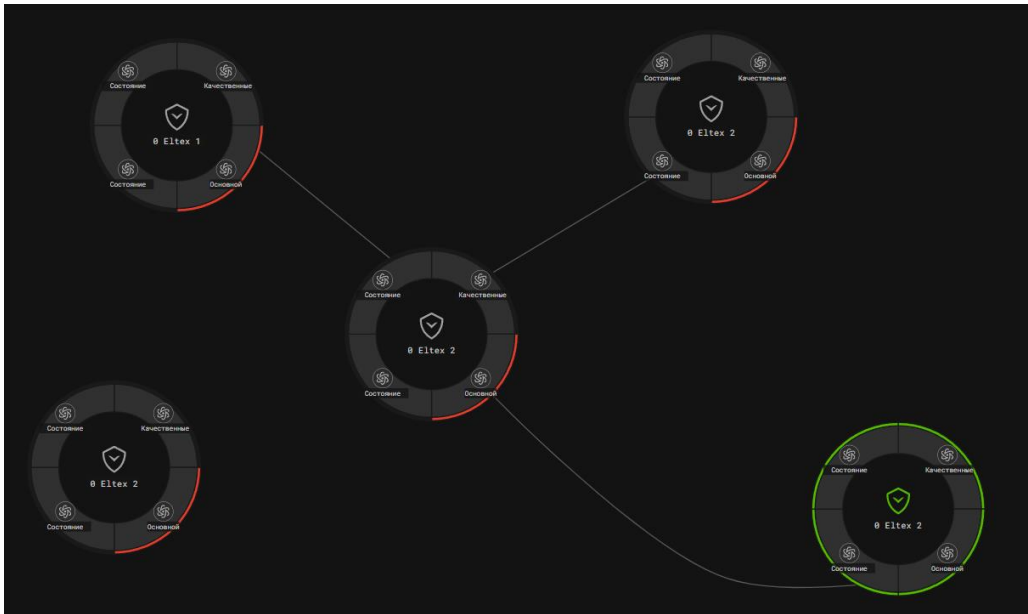 Состояние
Качественные
0 Eltex 1
Состояние
Основной
Состояние
Качественные
0 Eltex 2
Состояние
Основной
Состояние
Качественные
0 Eltex 2
Состояние
Основной
Состояние
Качественные
0 Eltex 2
Состояние
Основной
Состояние
Качественные
0 Eltex 2
Состояние
Основной